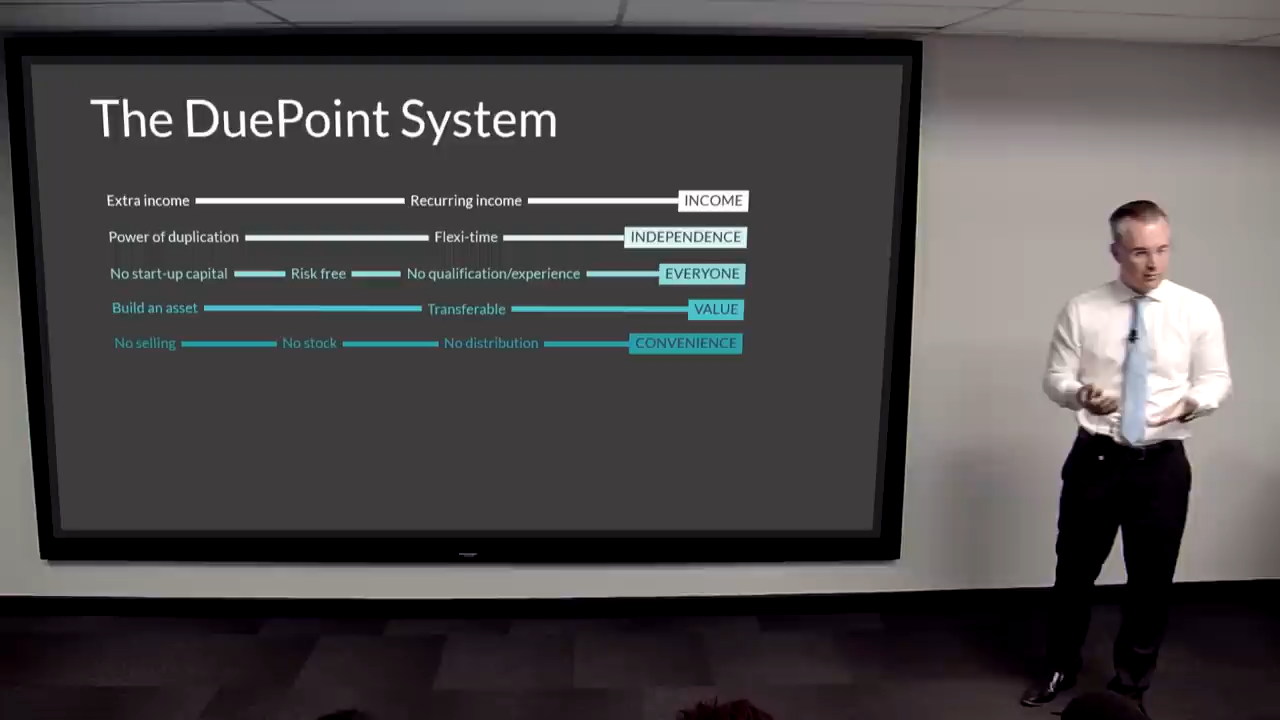 The DuePoint System
Extra income Recurring income INCOME
Power of duplication Flexi-time INDEPENDENCE
No start-up capital Risk free No qualification/experience EVERYONE
Build an asset Transferable VALUE
No selling No stock No distribution CONVENIENCE